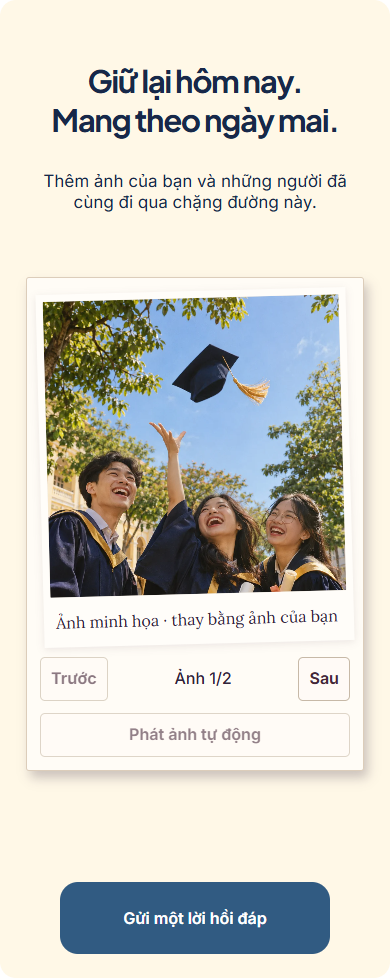 Giữ lại hôm nay.
Mang theo ngày mai.
Thêm ảnh của bạn và những người đã
cùng đi qua chặng đường này.
Ảnh minh họa · thay bằng ảnh của bạn
Trước
Ảnh 1/2
Sau
Phát ảnh tự động
Gửi một lời hồi đáp